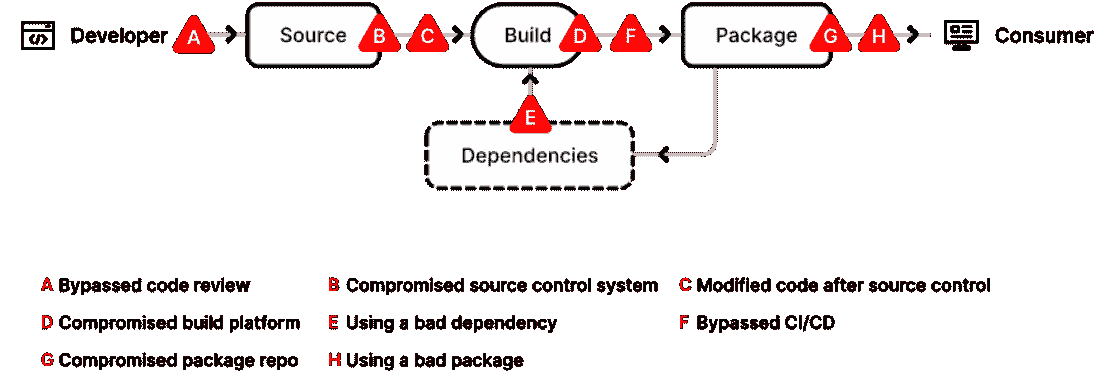 Developer A Source B C Build D F Package G H Consumer
E
Dependencies
A Bypassed code review B Compromised source control system C Modified code after source control
D Compromised build platform E Using a bad dependency F Bypassed CI/CD
G Compromised package repo H Using a bad package